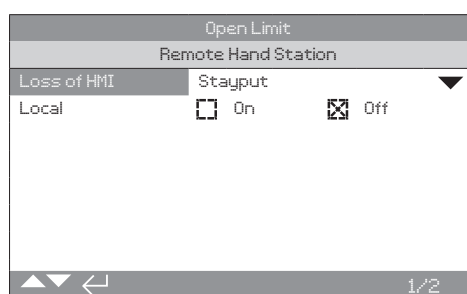 Open Limit
Remote Hand Station
Loss of HMI Stayput
Local On Off
1/2